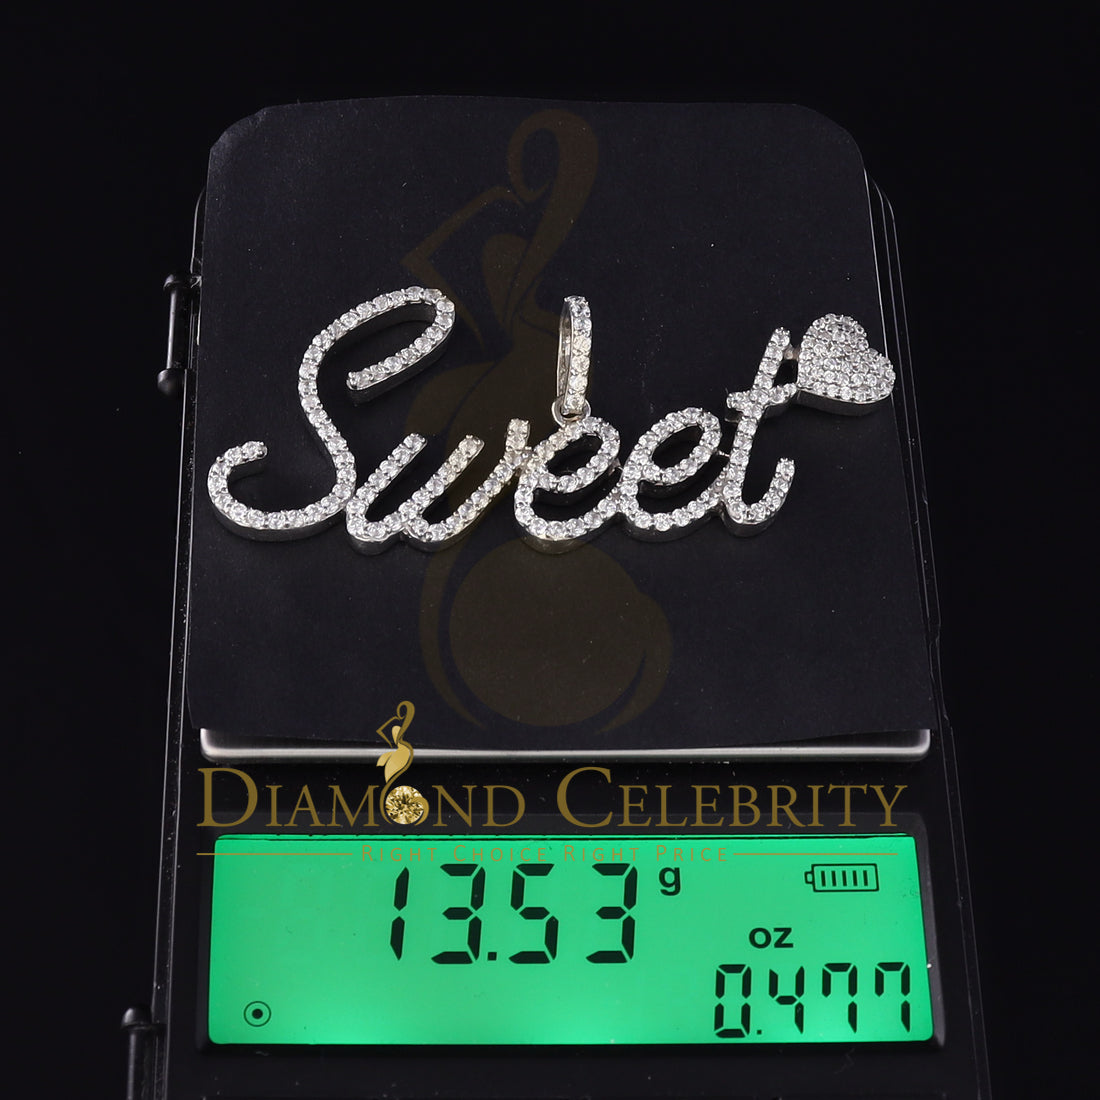 Sweet
DIAMOND CELEBRITY
RIGHT CHOICE RIGHT PRICE
13.53 g
oz
0.477